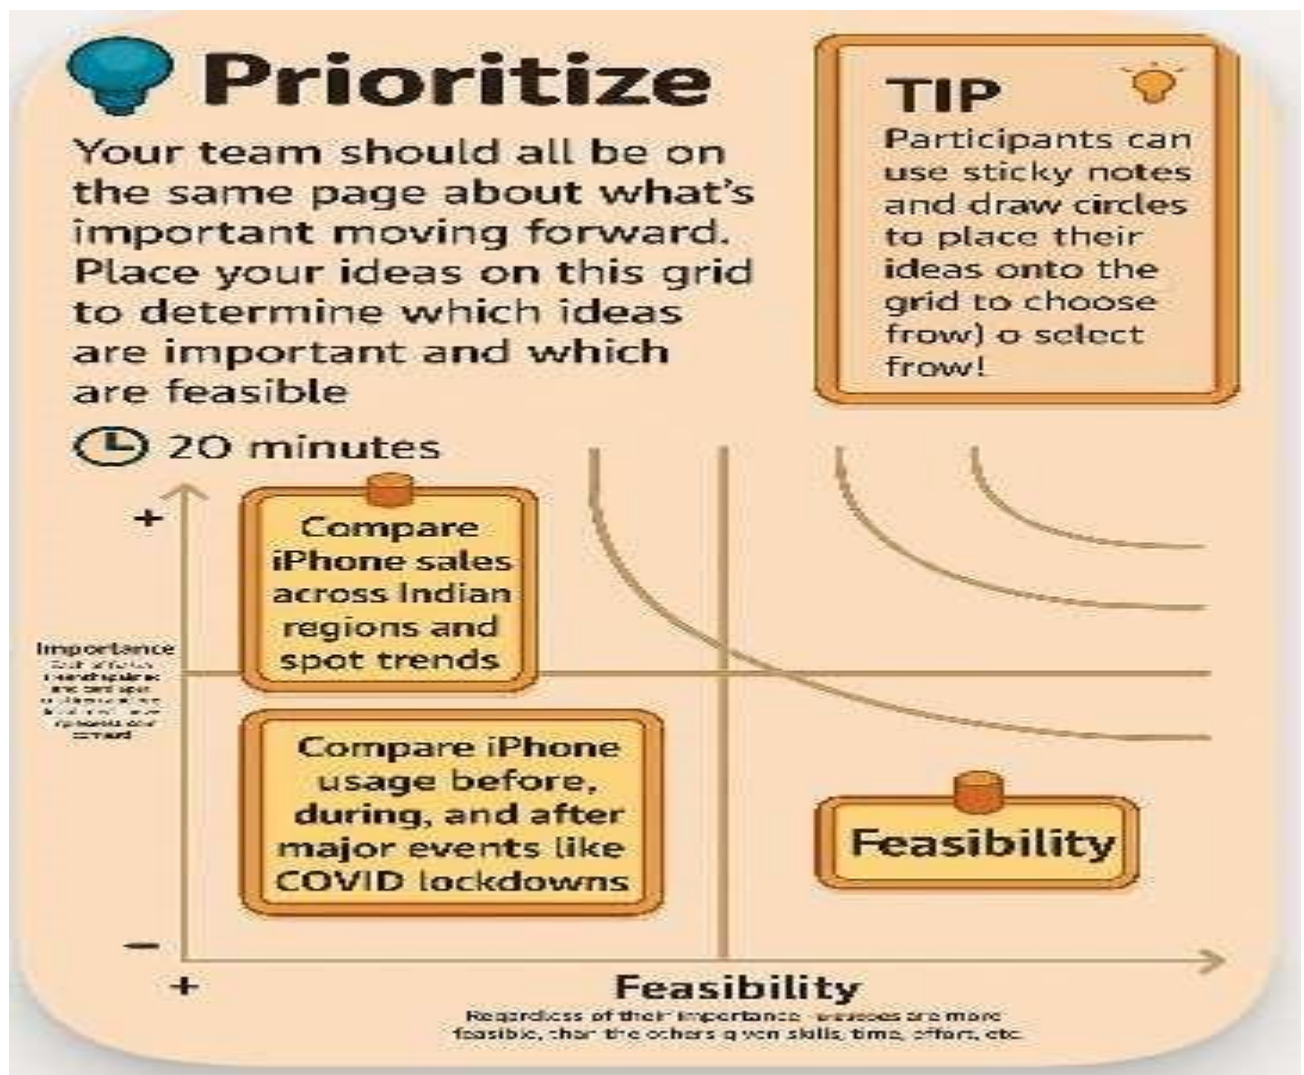 Prioritize
Your team should all be on
the same page about what's
important moving forward.
Place your ideas on this grid
to determine which ideas
are important and which
are feasible
20 minutes
TIP
Participants can
use sticky notes
and draw circles
to place their
ideas onto the
grid to choose
frow) o select
frow!
+
Compare
iPhone sales
across Indian
regions and
spot trends
Importance
Compare iPhone
usage before,
during, and after
major events like
COVID lockdowns
Feasibility
−
+
Feasibility
Regardless of their importance are more
feasible, than the others given skills, time, effort, etc.